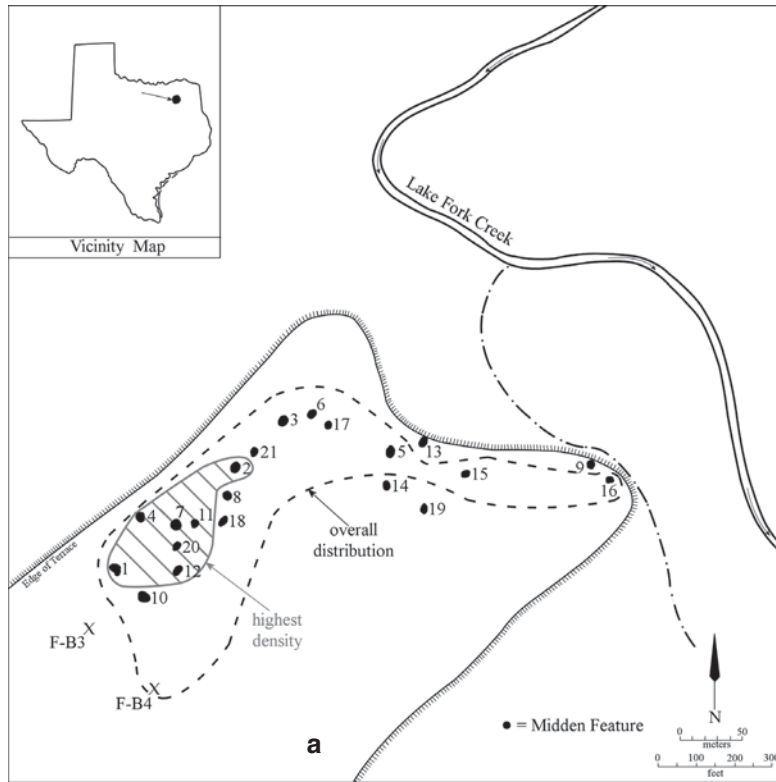 Vicinity Map
Lake Fork Creek
6
3
17
21
13
5
2
9
15
16
14
8
4
7
11
18
19
overall
distribution
20
Edge of Terrace
1
12
10
highest
density
F-B3
X
F-B4
X
N
a
= Midden Feature
0
50
meters
0
100
200
300
feet